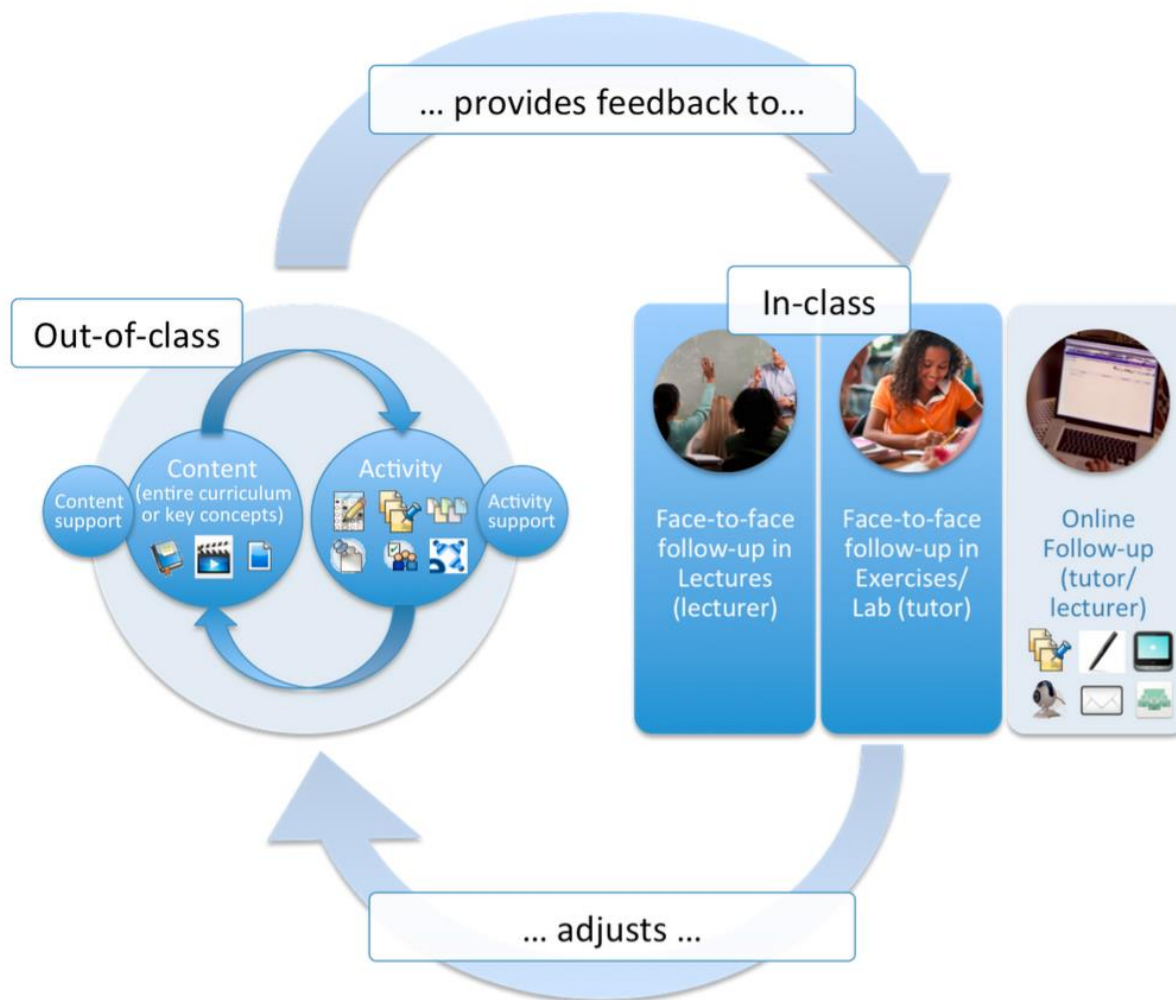 ... provides feedback to...
In-class
Out-of-class
Content
(entire curriculum
or key concepts)
Content
support
Activity
Activity
support
Face-to-face
follow-up in
Lectures
(lecturer)
Face-to-face
follow-up in
Exercises/
Lab (tutor)
Online
Follow-up
(tutor/
lecturer)
... adjusts ...